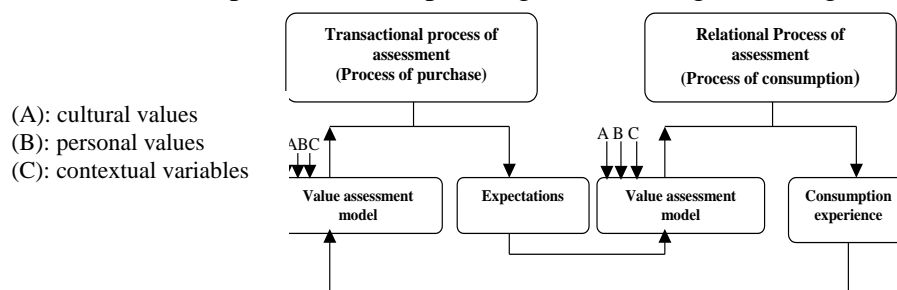 Transactional process of
assessment
(Process of purchase)
Relational Process of
assessment
(Process of consumption)
(A): cultural values
(B): personal values
(C): contextual variables
ABC
A B C
Value assessment
model
Expectations
Value assessment
model
Consumption
experience